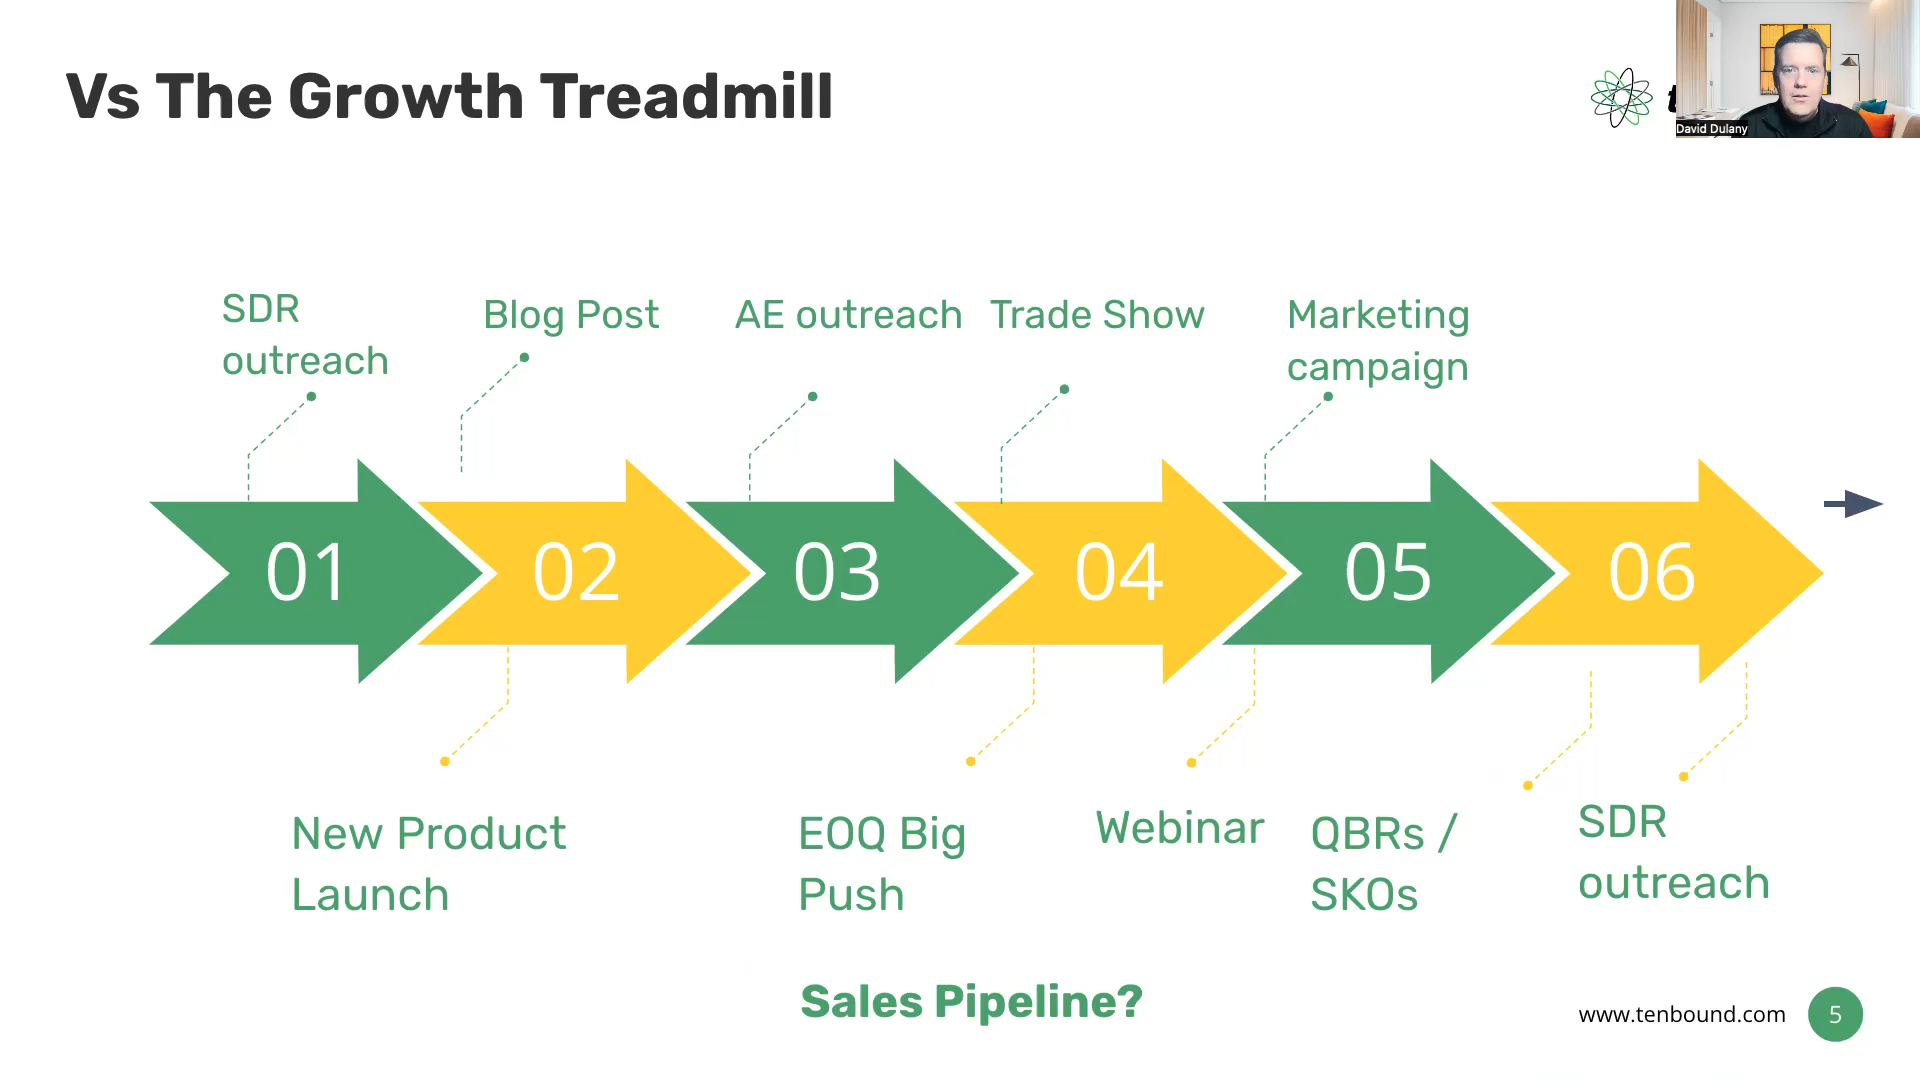 Vs The Growth Treadmill
David Dulany
SDR
outreach
Blog Post
AE outreach
Trade Show
Marketing
campaign
01
02
03
04
05
06
New Product
Launch
EOQ Big
Push
Webinar
QBRs /
SKOs
SDR
outreach
Sales Pipeline?
www.tenbound.com
5